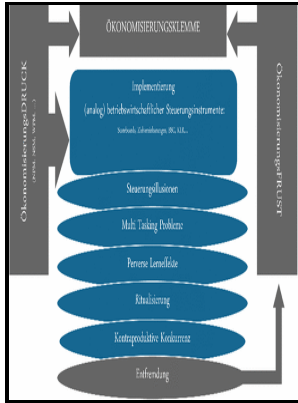 ÖKONOMISIERUNGSKLEMME
ÖkonomisierungsDRUCK
ÖkonomisierungsFRUST
Implementierung
(analog) betriebswirtschaftlicher Steuerungsinstrumente:
Steuerungsillusionen
Multi Tasking Probleme
Perverse Lerneffekte
Ritualisierung
Kontraproduktive Konkurrenz
Entfremdung